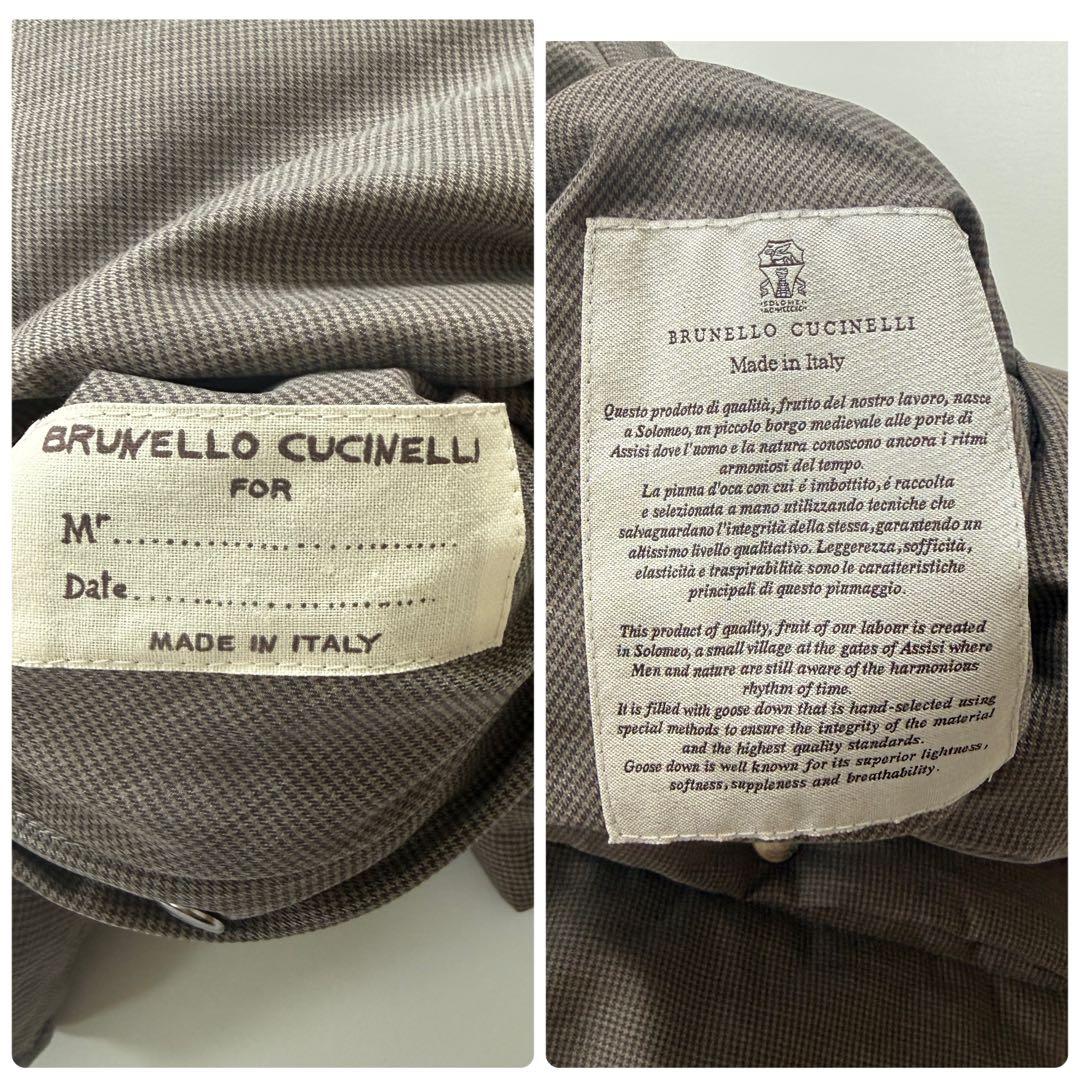 BRUNELLO CUCINELLI
FOR
Mr
Date
MADE IN ITALY
SOLOMEO
BRUNELLO CUCINELLI
Made in Italy
Questo prodotto di qualità, frutto del nostro lavoro, nasce
a Solomeo, un piccolo borgo medievale alle porte di
Assisi dove l'uomo e la natura conoscono ancora i ritmi
armoniosi del tempo.
La piuma d'oca con cui é imbottito, é raccolta
e selezionata a mano utilizzando tecniche che
salvaguardano l'integrità della stessa, garantendo un
altissimo livello qualitativo. Leggerezza, sofficità,
elasticità e traspirabilità sono le caratteristiche
principali di questo piumaggio.
This product of quality, fruit of our labour is created
in Solomeo, a small village at the gates of Assisi where
Men and nature are still aware of the harmonious
rhythm of time.
It is filled with goose down that is hand-selected using
special methods to ensure the integrity of the material
and the highest quality standards.
Goose down is well known for its superior lightness,
softness, suppleness and breathability.